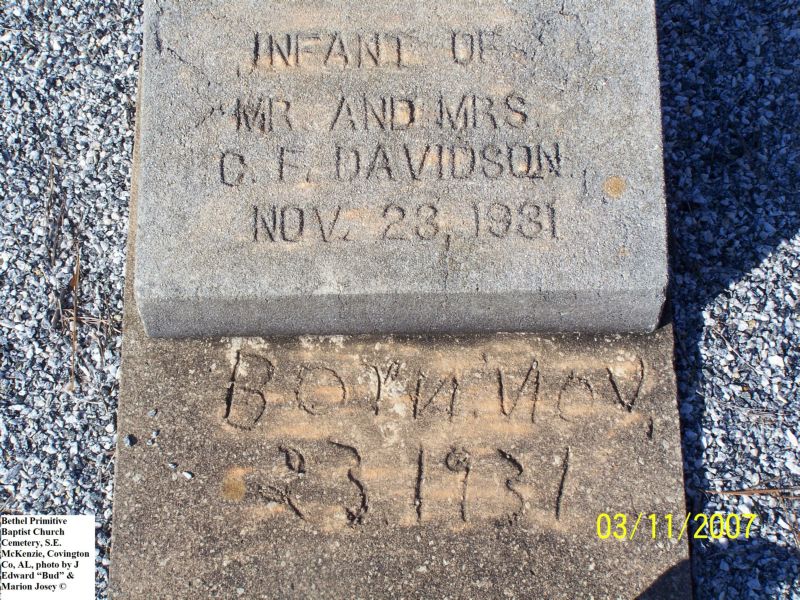 INFANT OF
MR. AND MRS.
C. F. DAVIDSON
NOV. 23, 1931
Born. Nov,
23 1931
03/11/2007
Bethel Primitive
Baptist Church
Cemetery, S.E.
McKenzie, Covington
Co, AL, photo by J
Edward “Bud” &
Marion Josey ©